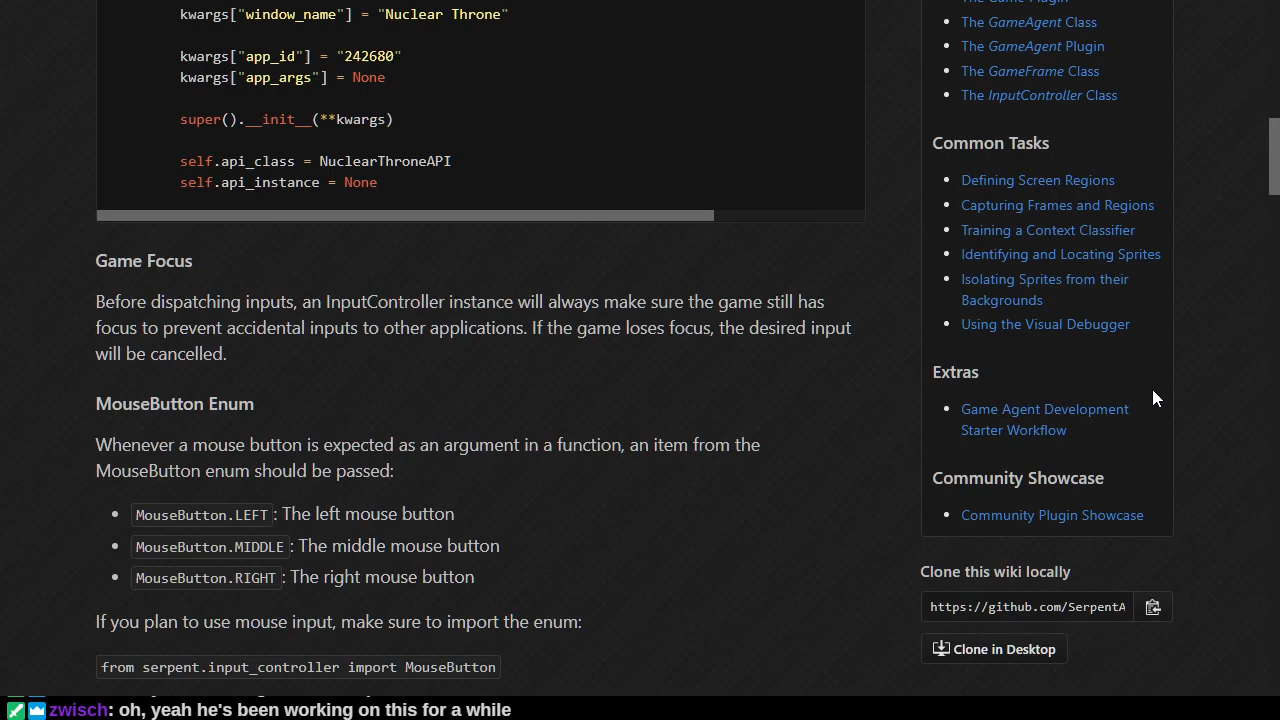 kwargs["window_name"] = "Nuclear Throne"
kwargs["app_id"] = "242680"
kwargs["app_args"] = None
super().__init__(**kwargs)
self.api_class = NuclearThroneAPI
self.api_instance = None
Game Focus
Before dispatching inputs, an InputController instance will always make sure the game still has
focus to prevent accidental inputs to other applications. If the game loses focus, the desired input
will be cancelled.
MouseButton Enum
Whenever a mouse button is expected as an argument in a function, an item from the
MouseButton enum should be passed:
MouseButton.LEFT: The left mouse button
MouseButton.MIDDLE: The middle mouse button
MouseButton.RIGHT: The right mouse button
If you plan to use mouse input, make sure to import the enum:
from serpent.input_controller import MouseButton
The GameAgent Class
The GameAgent Plugin
The GameFrame Class
The InputController Class
Common Tasks
Defining Screen Regions
Capturing Frames and Regions
Training a Context Classifier
Identifying and Locating Sprites
Isolating Sprites from their
Backgrounds
Using the Visual Debugger
Extras
Game Agent Development
Starter Workflow
Community Showcase
Community Plugin Showcase
Clone this wiki locally
https://github.com/SerpentA
Clone in Desktop
zwisch: oh, yeah he's been working on this for a while